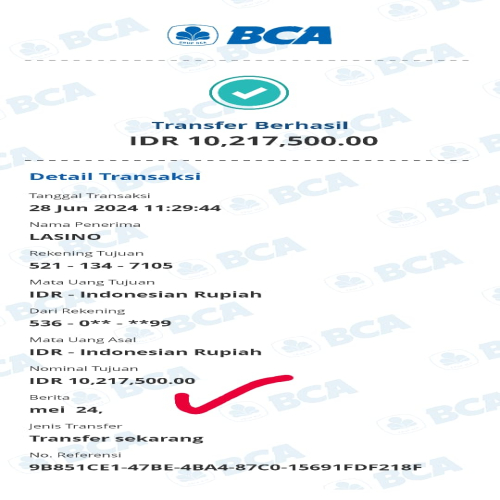 BCA
Transfer Berhasil
IDR 10,217,500.00
Detail Transaksi
Tanggal Transaksi
28 Jun 2024 11:29:44
Nama Penerima
LASINO
Rekening Tujuan
521 - 134 - 7105
Mata Uang Tujuan
IDR - Indonesian Rupiah
Dari Rekening
536 - 0** - **99
Mata Uang Asal
IDR - Indonesian Rupiah
Nominal Tujuan
IDR 10,217,500.00
Berita
mei 24,
Jenis Transfer
Transfer sekarang
No. Referensi
9B851CE1-47BE-4BA4-87C0-15691FDF218F